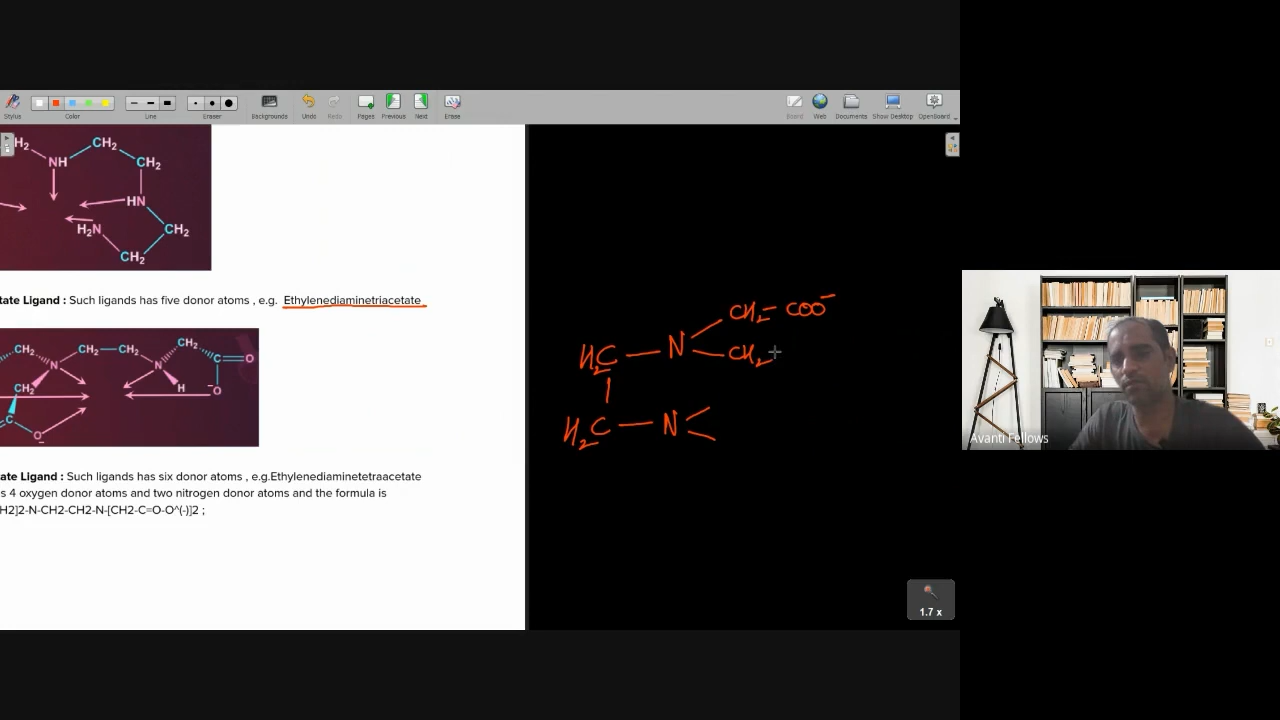 Stylus Color Line Eraser Backgrounds Undo Redo Pages Previous Next Erase Board Web Documents Show Desktop OpenBoard
H2 CH2
NH CH2
HN
H2N CH2
CH2
tate Ligand : Such ligands has five donor atoms , e.g. Ethylenediaminetriacetate
CH2 CH2—CH2 CH2
N N C=O
CH2 H -O
C
O-
ate Ligand : Such ligands has six donor atoms , e.g.Ethylenediaminetetraacetate
s 4 oxygen donor atoms and two nitrogen donor atoms and the formula is
H2]2-N-CH2-CH2-N-[CH2-C=O-O^(-)]2 ;
CH2 - COO-
H2C — N CH2
H2C — N
1.7 x
Avanti Fellows